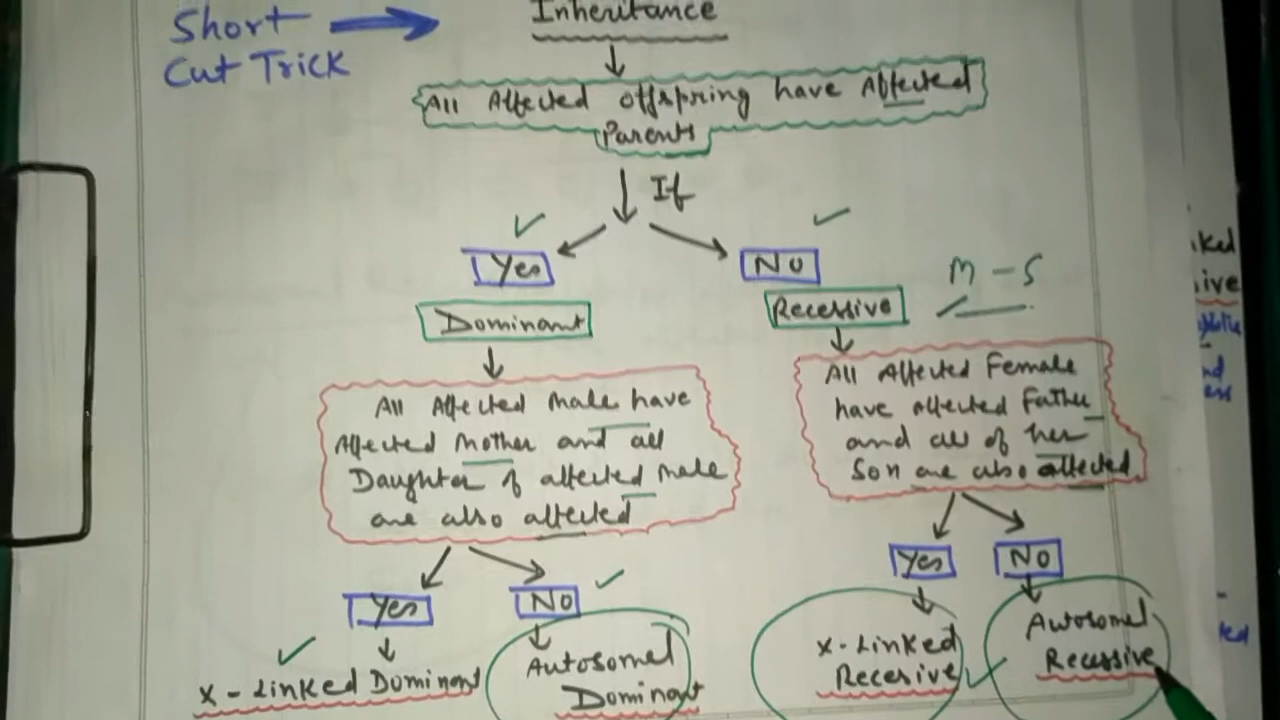 Short
Cut Trick
Inheritance
All Affected offspring have Affected
Parents
If
Yes
No
M - S
Dominant
Recessive
All Affected male have
Affected Mother and all
Daughter of affected male
are also affected
All Affected Female
have affected Father
and all of her
Son are also affected
Yes
No
Yes
No
X-Linked Dominant
Autosomal
Dominant
X-Linked
Recesive
Autosomal
Recessive